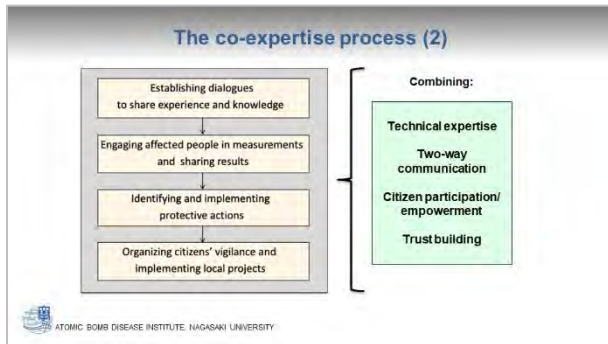 The co-expertise process (2)
Establishing dialogues
to share experience and knowledge
Engaging affected people in measurements
and sharing results
Identifying and implementing
protective actions
Organizing citizens' vigilance and
implementing local projects
Combining:
Technical expertise
Two-way
communication
Citizen participation/
empowerment
Trust building
ATOMIC BOMB DISEASE INSTITUTE, NAGASAKI UNIVERSITY